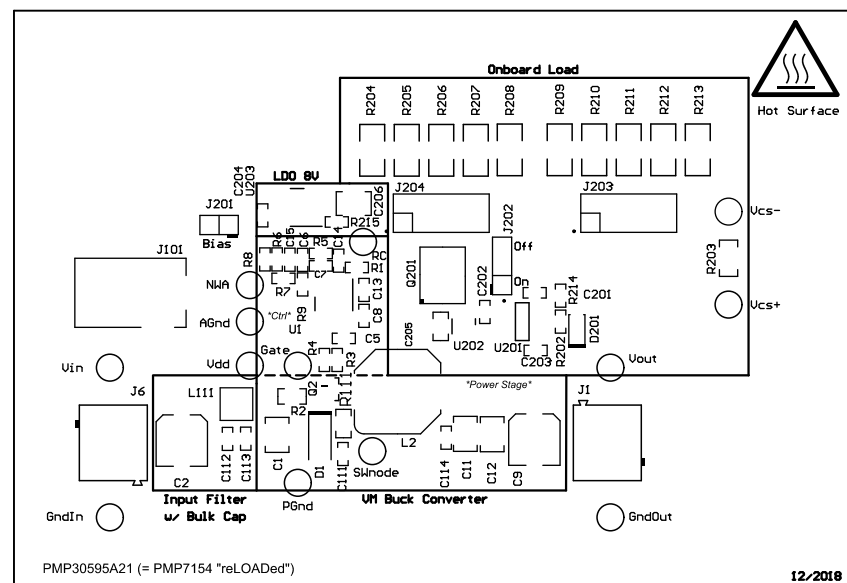 Onboard Load
R204
R205
R206
R207
R208
R209
R210
R211
R212
R213
Hot Surface
LDO 8V
C204
U203
C206
J204
J203
J201
Bias
R215
J202
Vcs-
R203
Off
On
J101
R8
R6
C15
C6
R5
C14
RC
R1
Q201
C202
R214
C201
NWA
R7
C7
C13
Vcs+
AGnd
*Ctrl*
R9
U1
C8
C205
U202
U201
R202
D201
C5
C203
Vin
Vdd
Gate
R4
R3
Vout
J6
L111
Q2
R11
*Power Stage*
J1
R2
L2
C2
C112
C113
C1
D1
C111
SWnode
C114
C11
C12
C9
PGnd
Input Filter
w/ Bulk Cap
VM Buck Converter
GndIn
GndOut
PMP30595A21 (= PMP7154 "reLOADed")
12/2018